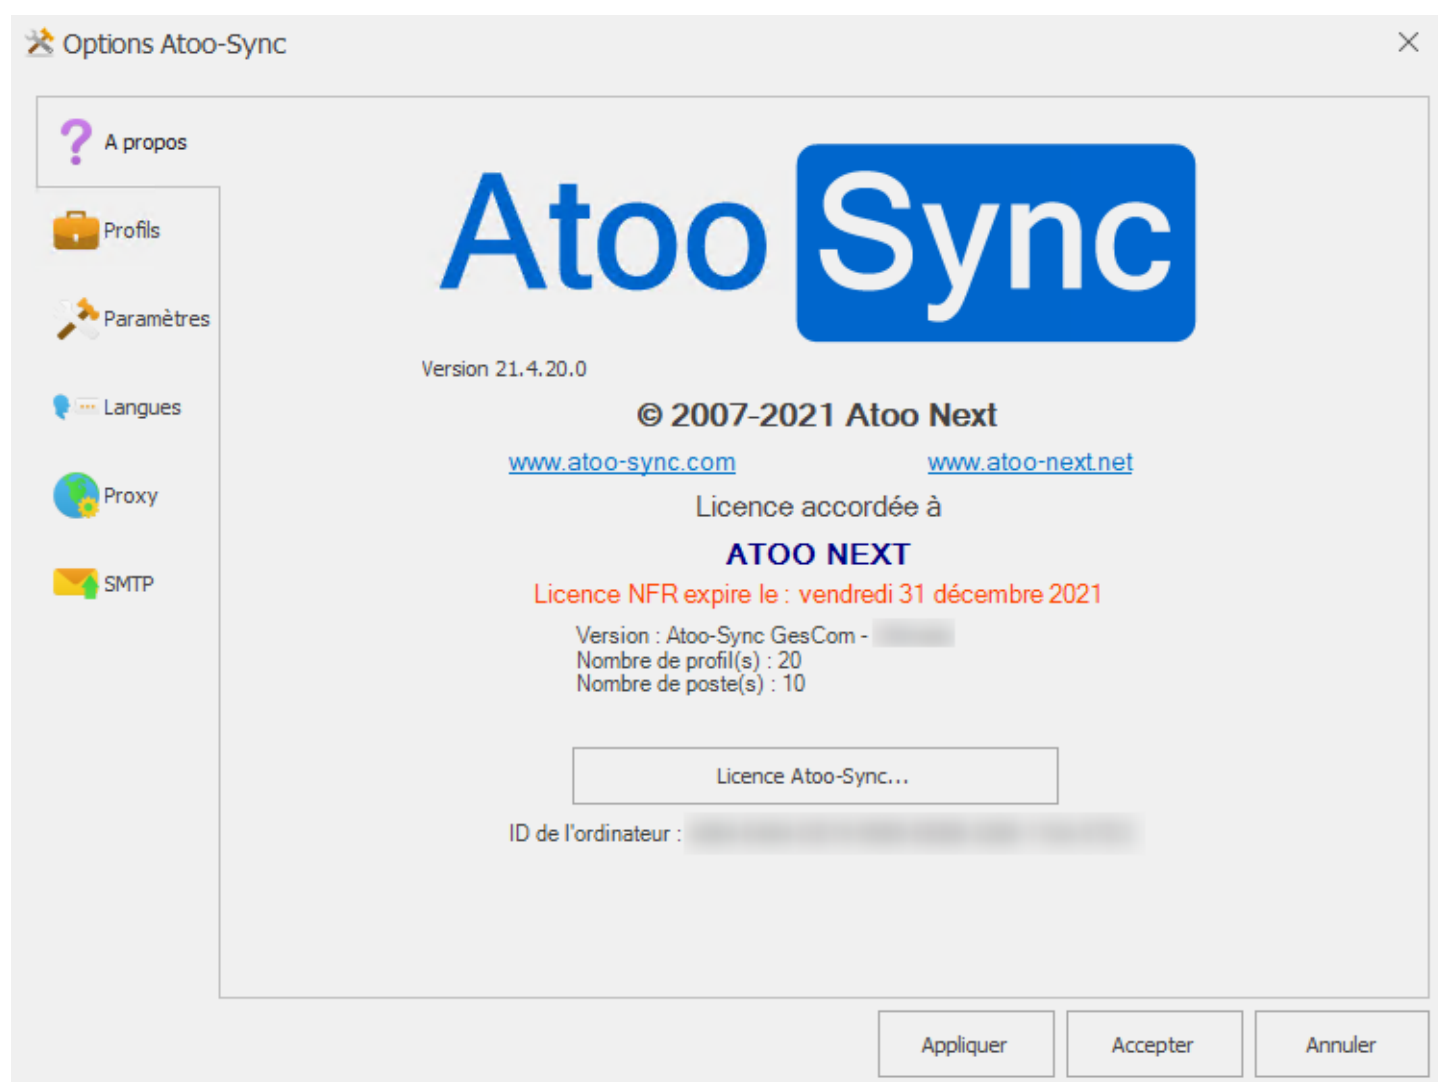 Options Atoo-Sync
A propos
Profils
Paramètres
Langues
Proxy
SMTP
Atoo Sync
Version 21.4.20.0
© 2007-2021 Atoo Next
www.atoo-sync.com www.atoo-next.net
Licence accordée à
ATOO NEXT
Licence NFR expire le : vendredi 31 décembre 2021
Version : Atoo-Sync GesCom -
Nombre de profil(s) : 20
Nombre de poste(s) : 10
Licence Atoo-Sync...
ID de l'ordinateur :
Appliquer Accepter Annuler